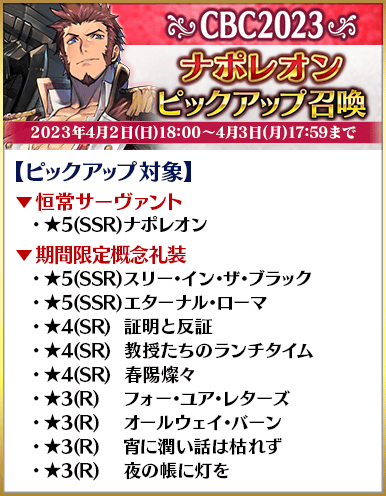 CBC2023
ナポレオン
ピックアップ召喚
2023年4月2日(日)18:00～4月3日(月)17:59まで
【ピックアップ対象】
▼恒常サーヴァント
・★5(SSR)ナポレオン
▼期間限定概念礼装
・★5(SSR)スリー・イン・ザ・ブラック
・★5(SSR)エターナル・ローマ
・★4(SR) 証明と反証
・★4(SR) 教授たちのランチタイム
・★4(SR) 春陽燦々
・★3(R) フォー・ユア・レターズ
・★3(R) オールウェイ・バーン
・★3(R) 宵に潤い話は枯れず
・★3(R) 夜の帳に灯を